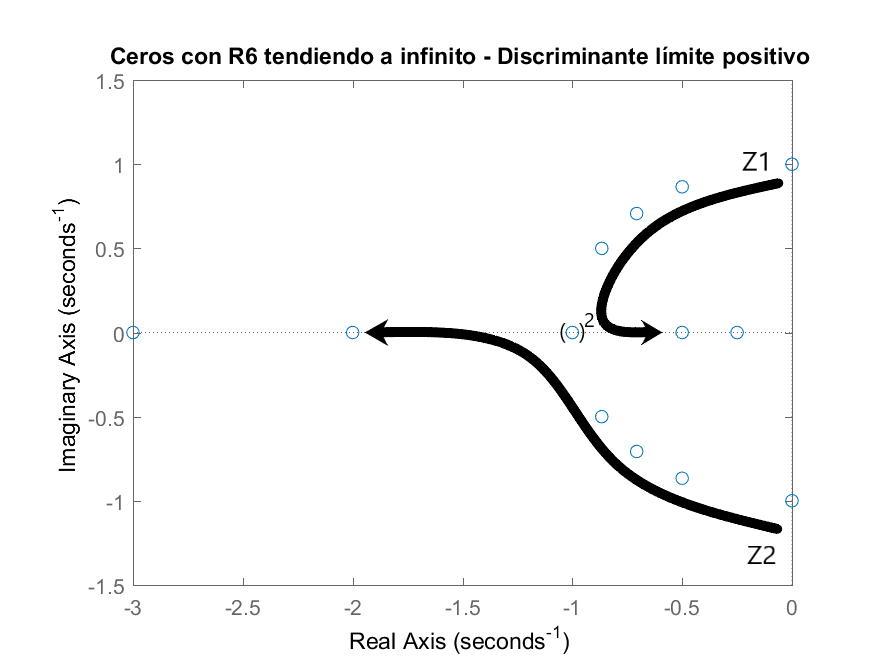 Ceros con R6 tendiendo a infinito - Discriminante límite positivo
1.5
1
0.5
0
-0.5
-1
-1.5
Imaginary Axis (seconds⁻¹)
Z1
( )²
Z2
-3 -2.5 -2 -1.5 -1 -0.5 0
Real Axis (seconds⁻¹)